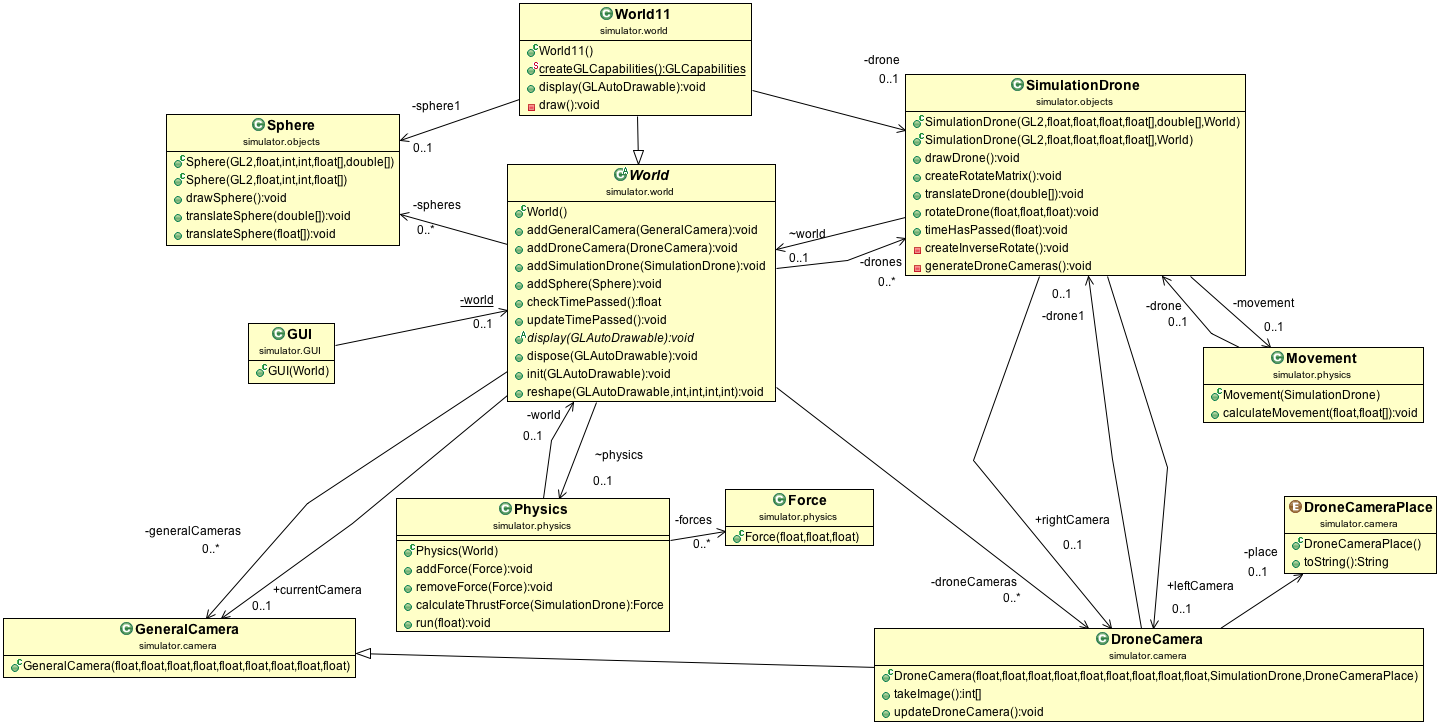 World11
simulator.world
World11()
createGLCapabilities():GLCapabilities
display(GLAutoDrawable):void
draw():void
-drone
0..1
SimulationDrone
simulator.objects
SimulationDrone(GL2,float,float,float,float[],double[],World)
SimulationDrone(GL2,float,float,float,float[],World)
drawDrone():void
createRotateMatrix():void
translateDrone(double[]):void
rotateDrone(float,float,float):void
timeHasPassed(float):void
createInverseRotate():void
generateDroneCameras():void
-sphere1
0..1
Sphere
simulator.objects
Sphere(GL2,float,int,int,float[],double[])
Sphere(GL2,float,int,int,float[])
drawSphere():void
translateSphere(double[]):void
translateSphere(float[]):void
-spheres
0..*
World
simulator.world
World()
addGeneralCamera(GeneralCamera):void
addDroneCamera(DroneCamera):void
addSimulationDrone(SimulationDrone):void
addSphere(Sphere):void
checkTimePassed():float
updateTimePassed():void
display(GLAutoDrawable):void
dispose(GLAutoDrawable):void
init(GLAutoDrawable):void
reshape(GLAutoDrawable,int,int,int,int):void
~world
0..1
-drones
0..*
-world
0..1
GUI
simulator.GUI
GUI(World)
0..1
-drone1
-drone
0..1
-movement
0..1
Movement
simulator.physics
Movement(SimulationDrone)
calculateMovement(float,float[]):void
-world
0..1
~physics
0..1
Physics
simulator.physics
Physics(World)
addForce(Force):void
removeForce(Force):void
calculateThrustForce(SimulationDrone):Force
run(float):void
-forces
0..*
Force
simulator.physics
Force(float,float,float)
+rightCamera
0..1
DroneCameraPlace
simulator.camera
DroneCameraPlace()
toString():String
-place
0..1
-generalCameras
0..*
+currentCamera
0..1
-droneCameras
0..*
+leftCamera
0..1
GeneralCamera
simulator.camera
GeneralCamera(float,float,float,float,float,float,float,float,float)
DroneCamera
simulator.camera
DroneCamera(float,float,float,float,float,float,float,float,float,float,SimulationDrone,DroneCameraPlace)
takeImage():int[]
updateDroneCamera():void